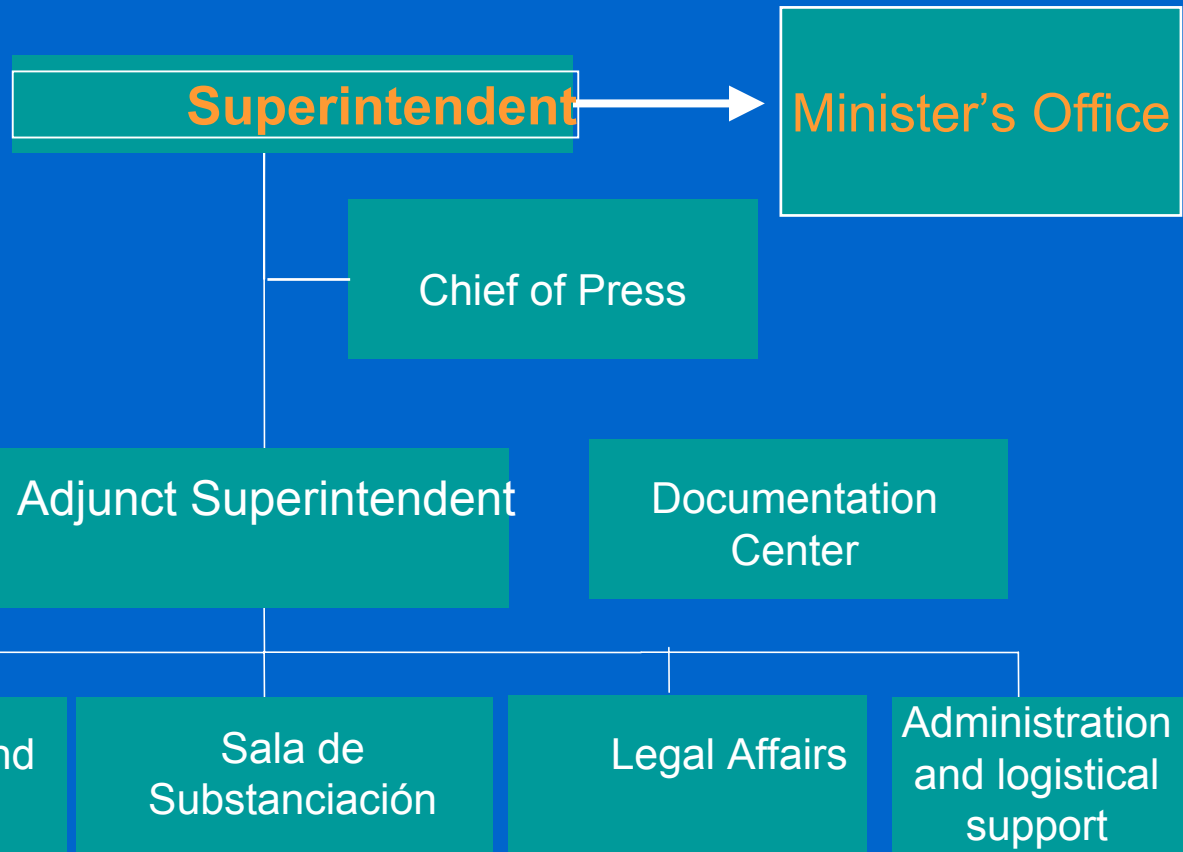 Superintendent
Minister’s Office
Chief of Press
Adjunct Superintendent
Documentation
Center
Sala de
Substanciación
Legal Affairs
Administration
and logistical
support